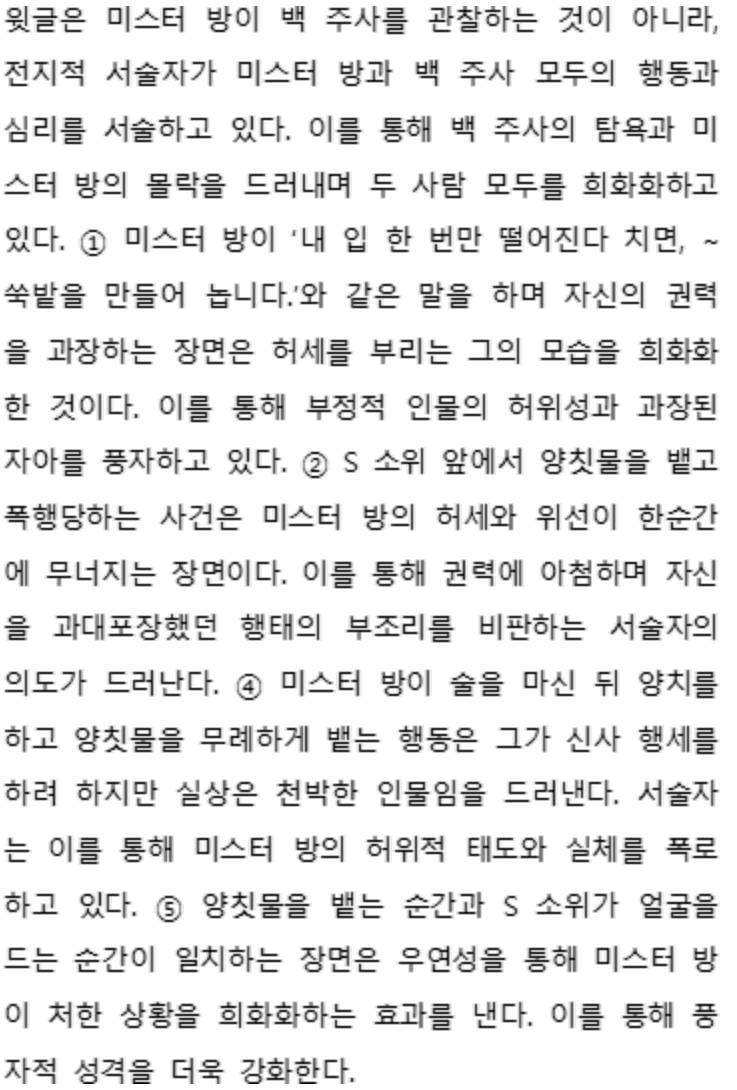 윗글은 미스터 방이 백 주사를 관찰하는 것이 아니라,
전지적 서술자가 미스터 방과 백 주사 모두의 행동과
심리를 서술하고 있다. 이를 통해 백 주사의 탐욕과 미
스터 방의 몰락을 드러내며 두 사람 모두를 희화화하고
있다. ① 미스터 방이 ‘내 입 한 번만 떨어진다 치면, ~
쑥밭을 만들어 놉니다.’와 같은 말을 하며 자신의 권력
을 과장하는 장면은 허세를 부리는 그의 모습을 희화화
한 것이다. 이를 통해 부정적 인물의 허위성과 과장된
자아를 풍자하고 있다. ② S 소위 앞에서 양칫물을 뱉고
폭행당하는 사건은 미스터 방의 허세와 위선이 한순간
에 무너지는 장면이다. 이를 통해 권력에 아첨하며 자신
을 과대포장했던 행태의 부조리를 비판하는 서술자의
의도가 드러난다. ④ 미스터 방이 술을 마신 뒤 양치를
하고 양칫물을 무례하게 뱉는 행동은 그가 신사 행세를
하려 하지만 실상은 천박한 인물임을 드러낸다. 서술자
는 이를 통해 미스터 방의 허위적 태도와 실체를 폭로
하고 있다. ⑤ 양칫물을 뱉는 순간과 S 소위가 얼굴을
드는 순간이 일치하는 장면은 우연성을 통해 미스터 방
이 처한 상황을 희화화하는 효과를 낸다. 이를 통해 풍
자적 성격을 더욱 강화한다.